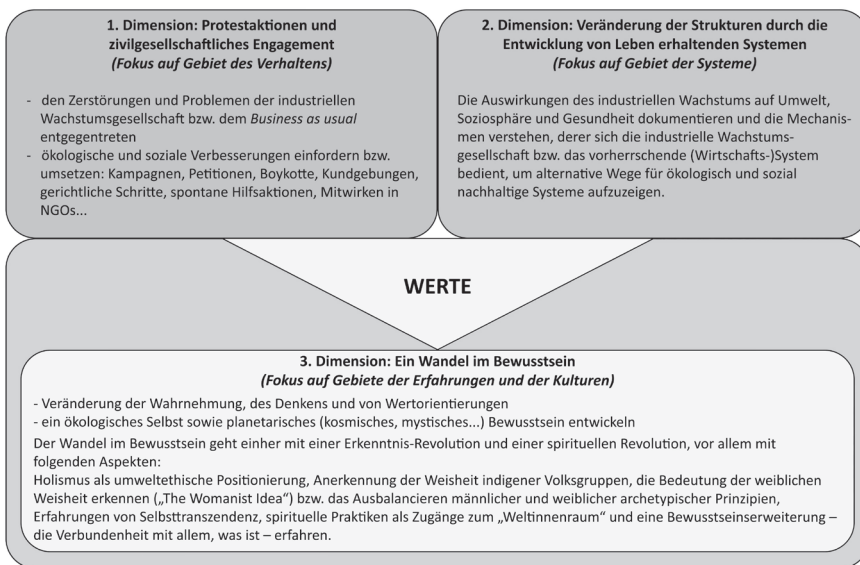 1. Dimension: Protestaktionen und
zivilgesellschaftliches Engagement
(Fokus auf Gebiet des Verhaltens)
- den Zerstörungen und Problemen der industriellen
Wachstumsgesellschaft bzw. dem Business as usual
entgegentreten
- ökologische und soziale Verbesserungen einfordern bzw.
umsetzen: Kampagnen, Petitionen, Boykotte, Kundgebungen,
gerichtliche Schritte, spontane Hilfsaktionen, Mitwirken in
NGOs...
2. Dimension: Veränderung der Strukturen durch die
Entwicklung von Leben erhaltenden Systemen
(Fokus auf Gebiet der Systeme)
Die Auswirkungen des industriellen Wachstums auf Umwelt,
Soziosphäre und Gesundheit dokumentieren und die Mechanis-
men verstehen, derer sich die industrielle Wachstums-
gesellschaft bzw. das vorherrschende (Wirtschafts-)System
bedient, um alternative Wege für ökologisch und sozial
nachhaltige Systeme aufzuzeigen.
WERTE
3. Dimension: Ein Wandel im Bewusstsein
(Fokus auf Gebiete der Erfahrungen und der Kulturen)
- Veränderung der Wahrnehmung, des Denkens und von Wertorientierungen
- ein ökologisches Selbst sowie planetarisches (kosmisches, mystisches...) Bewusstsein entwickeln
Der Wandel im Bewusstsein geht einher mit einer Erkenntnis-Revolution und einer spirituellen Revolution, vor allem mit
folgenden Aspekten:
Holismus als umweltethische Positionierung, Anerkennung der Weisheit indigener Volksgruppen, die Bedeutung der weiblichen
Weisheit erkennen („The Womanist Idea“) bzw. das Ausbalancieren männlicher und weiblicher archetypischer Prinzipien,
Erfahrungen von Selbsttranszendenz, spirituelle Praktiken als Zugänge zum „Weltinnenraum“ und eine Bewusstseinserweiterung –
die Verbundenheit mit allem, was ist – erfahren.